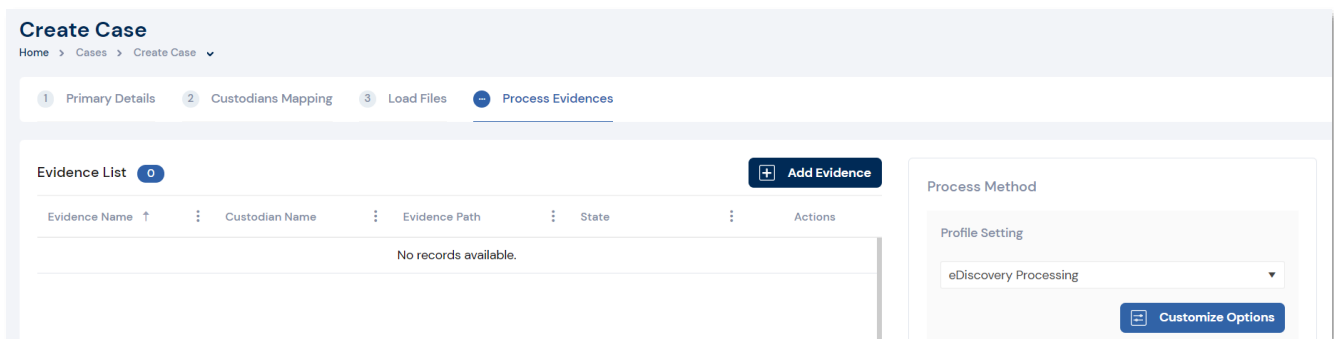 Create Case
Home > Cases > Create Case
1 Primary Details 2 Custodians Mapping 3 Load Files ... Process Evidences
Evidence List 0 Add Evidence
Evidence Name ↑ Custodian Name Evidence Path State Actions
No records available.
Process Method
Profile Setting
eDiscovery Processing
Customize Options